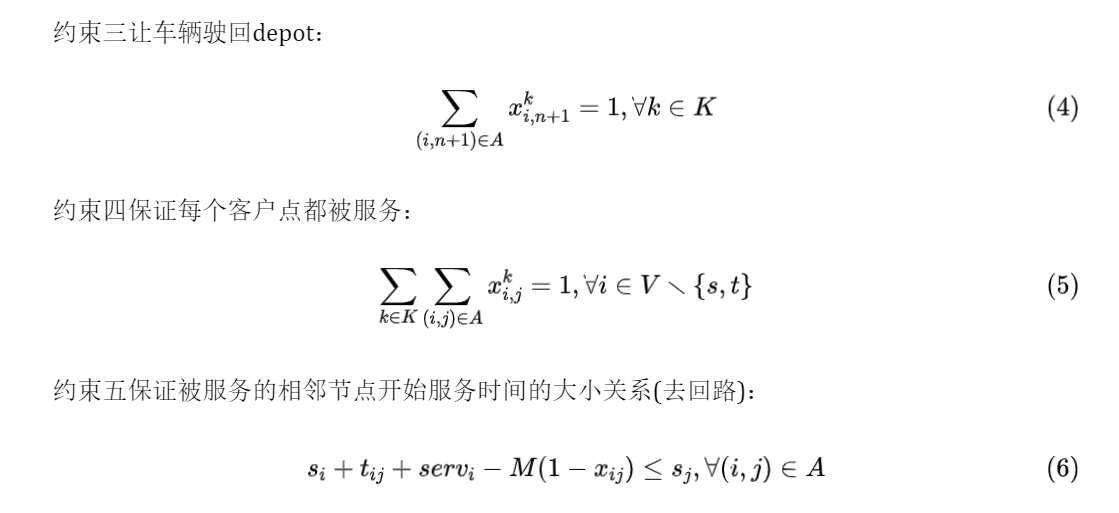 约束三让车辆驶回depot：
$$\sum_{(i,n+1)\in A} x_{i,n+1}^{k} = 1, \forall k \in K \quad (4)$$
约束四保证每个客户点都被服务：
$$\sum_{k\in K} \sum_{(i,j)\in A} x_{i,j}^{k} = 1, \forall i \in V \setminus \{s,t\} \quad (5)$$
约束五保证被服务的相邻节点开始服务时间的大小关系(去回路)：
$$s_i + t_{ij} + serv_i - M(1 - x_{ij}) \leq s_j, \forall (i,j) \in A \quad (6)$$